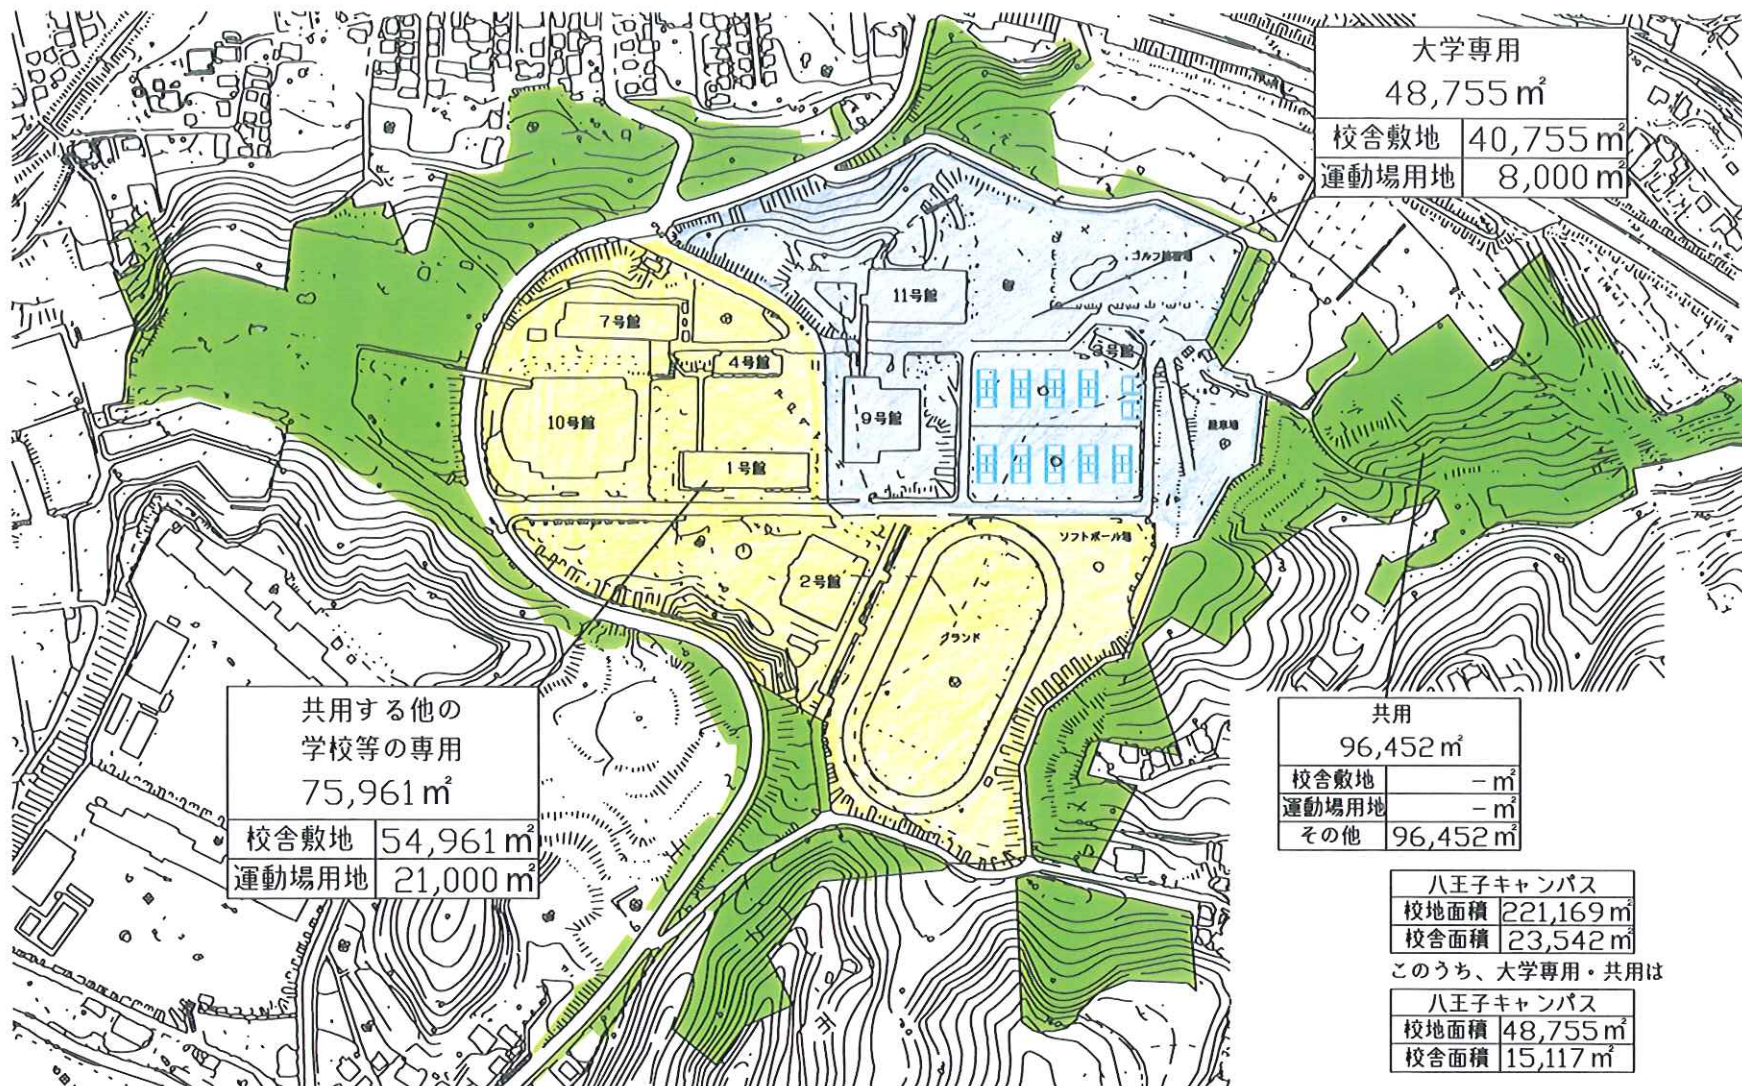 大学専用
48,755㎡
校舎敷地 40,755㎡
運動場用地 8,000㎡
ゴルフ練習場
11号館
7号館
4号館
3号館
10号館
9号館
駐車場
1号館
ソフトボール場
2号館
グランド
共用する他の
学校等の専用
75,961㎡
校舎敷地 54,961㎡
運動場用地 21,000㎡
共用
96,452㎡
校舎敷地 -㎡
運動場用地 -㎡
その他 96,452㎡
八王子キャンパス
校地面積 221,169㎡
校舎面積 23,542㎡
このうち、大学専用・共用は
八王子キャンパス
校地面積 48,755㎡
校舎面積 15,117㎡